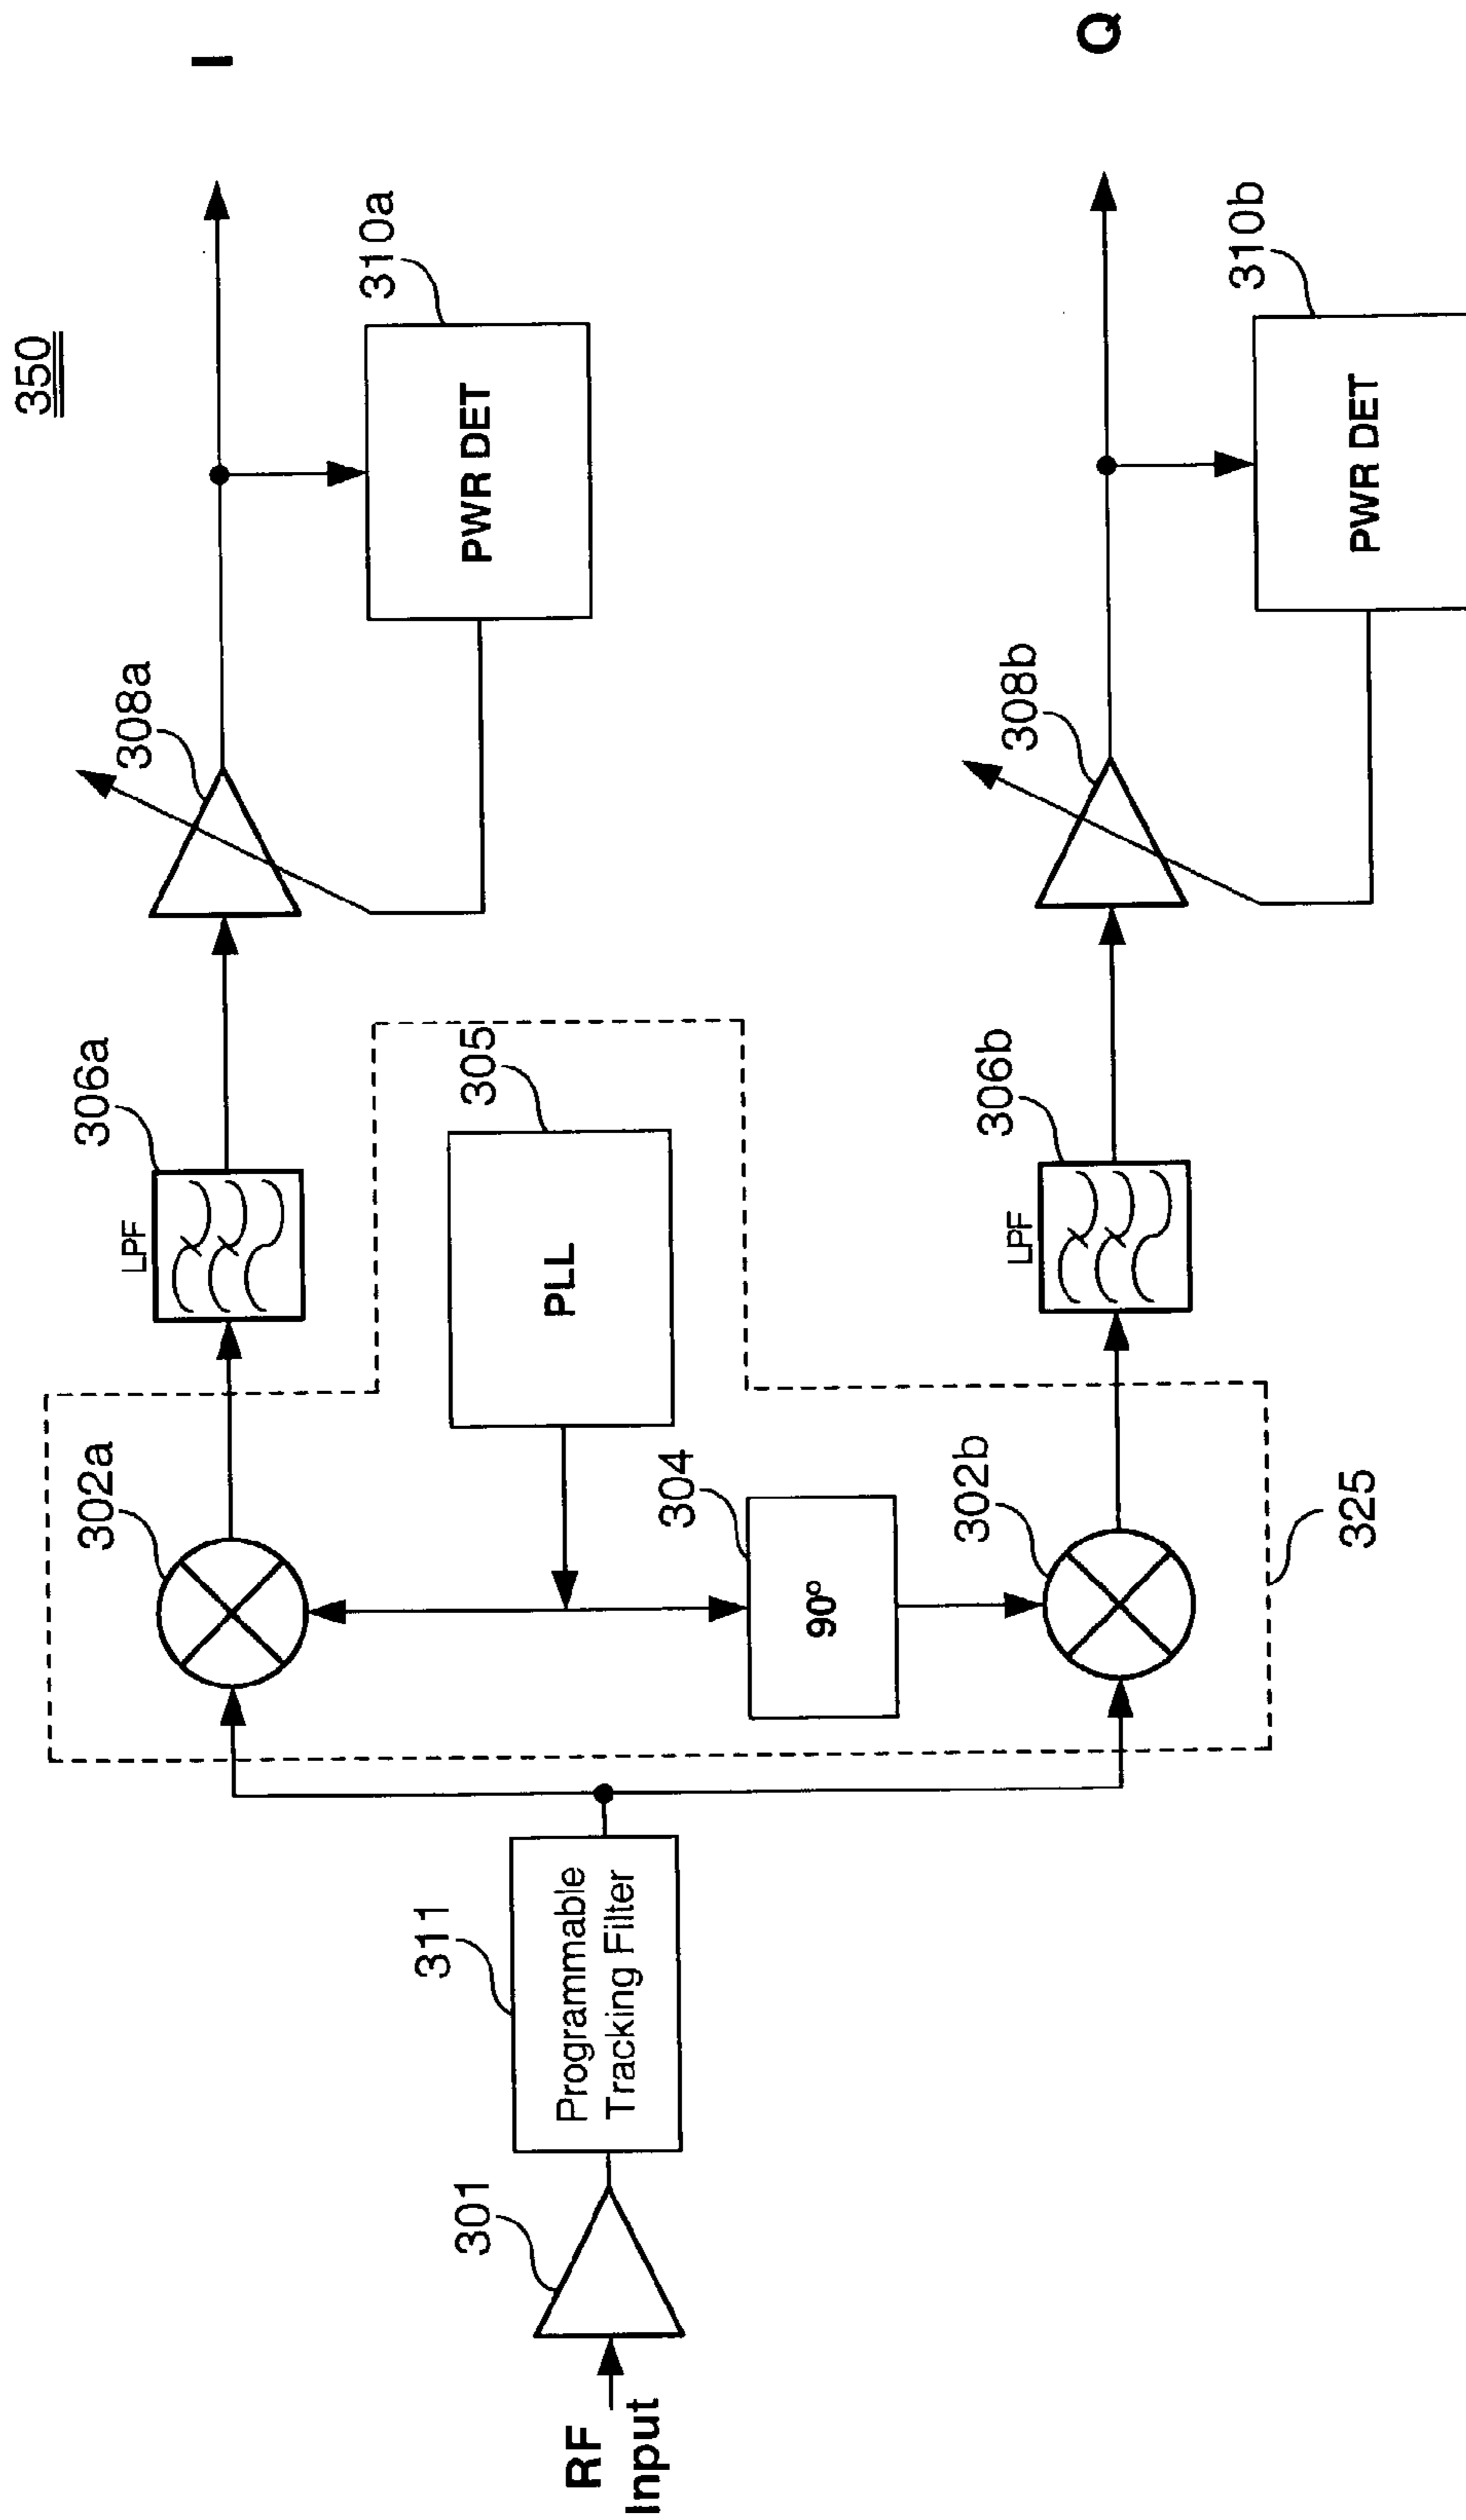 350
I
308a
306a
LPF
302a
310a
PWR DET
305
PLL
311
Programmable
Tracking Filter
301
RF
Input
304
90°
308b
306b
LPF
302b
Q
310b
PWR DET
325